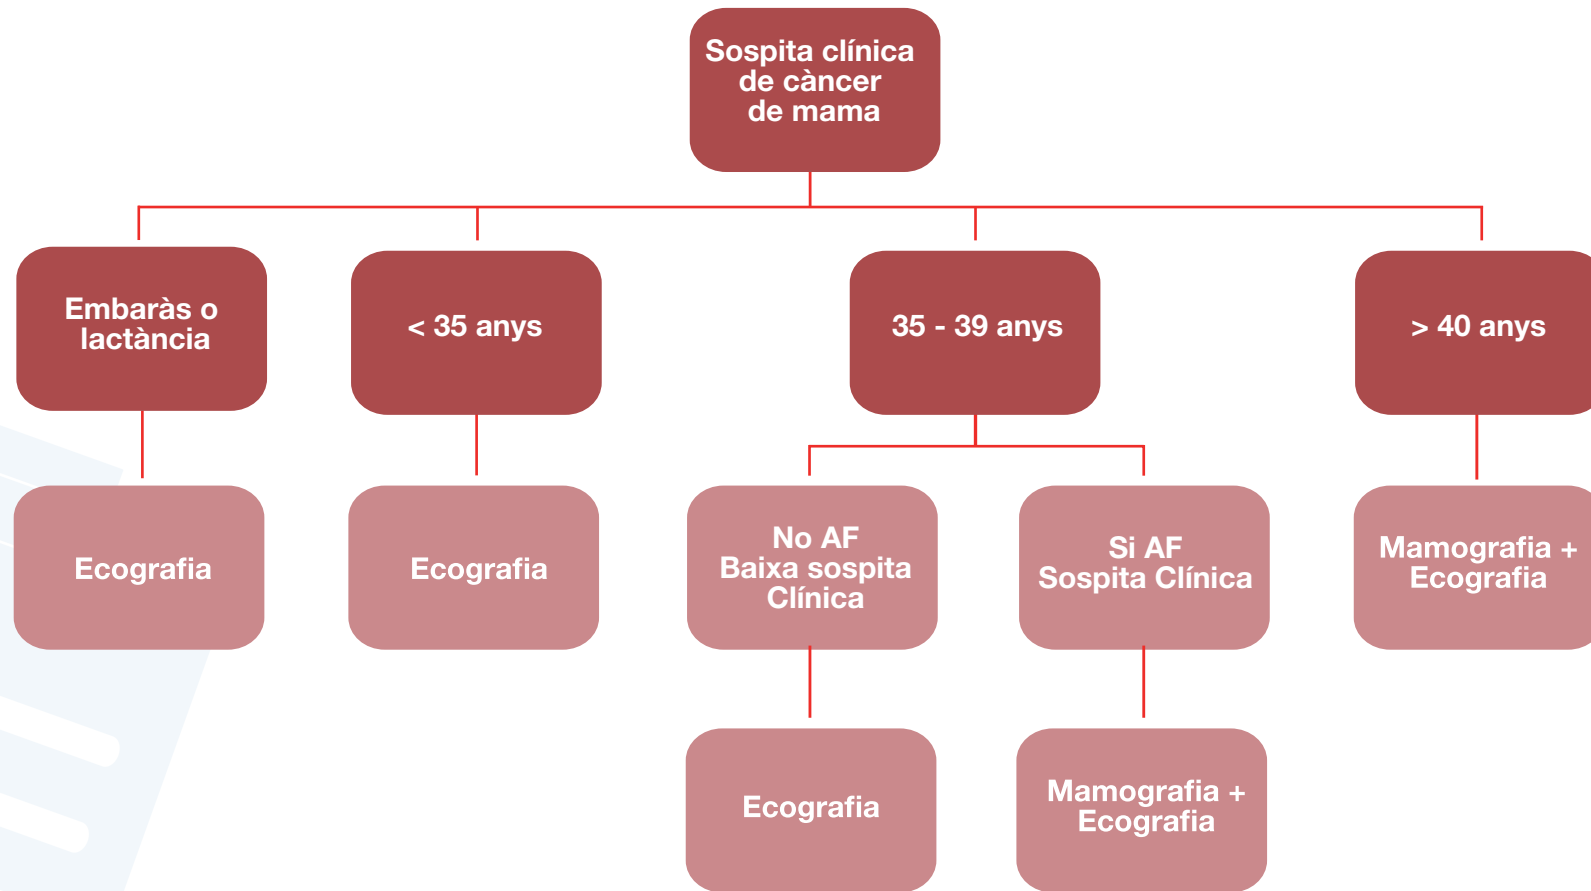 Sospita clínica
de càncer
de mama
Embaràs o
lactància
< 35 anys
35 - 39 anys
> 40 anys
Ecografia
Ecografia
No AF
Baixa sospita
Clínica
Si AF
Sospita Clínica
Mamografia +
Ecografia
Ecografia
Mamografia +
Ecografia